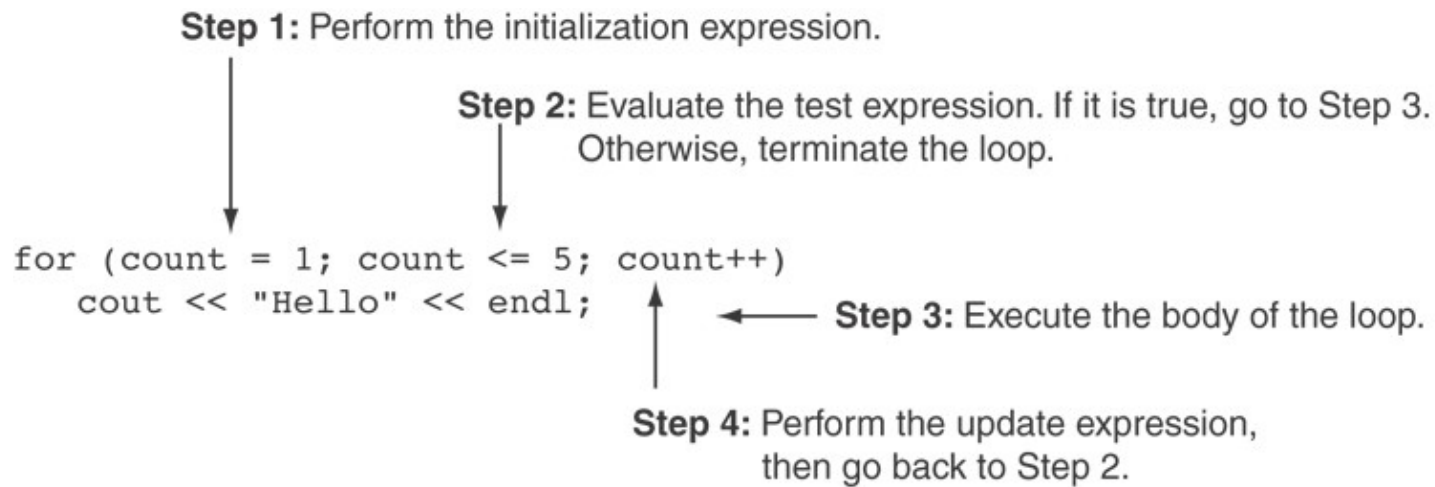 Step 1: Perform the initialization expression.
Step 2: Evaluate the test expression. If it is true, go to Step 3.
Otherwise, terminate the loop.
for (count = 1; count <= 5; count++)
cout << "Hello" << endl;
Step 3: Execute the body of the loop.
Step 4: Perform the update expression,
then go back to Step 2.